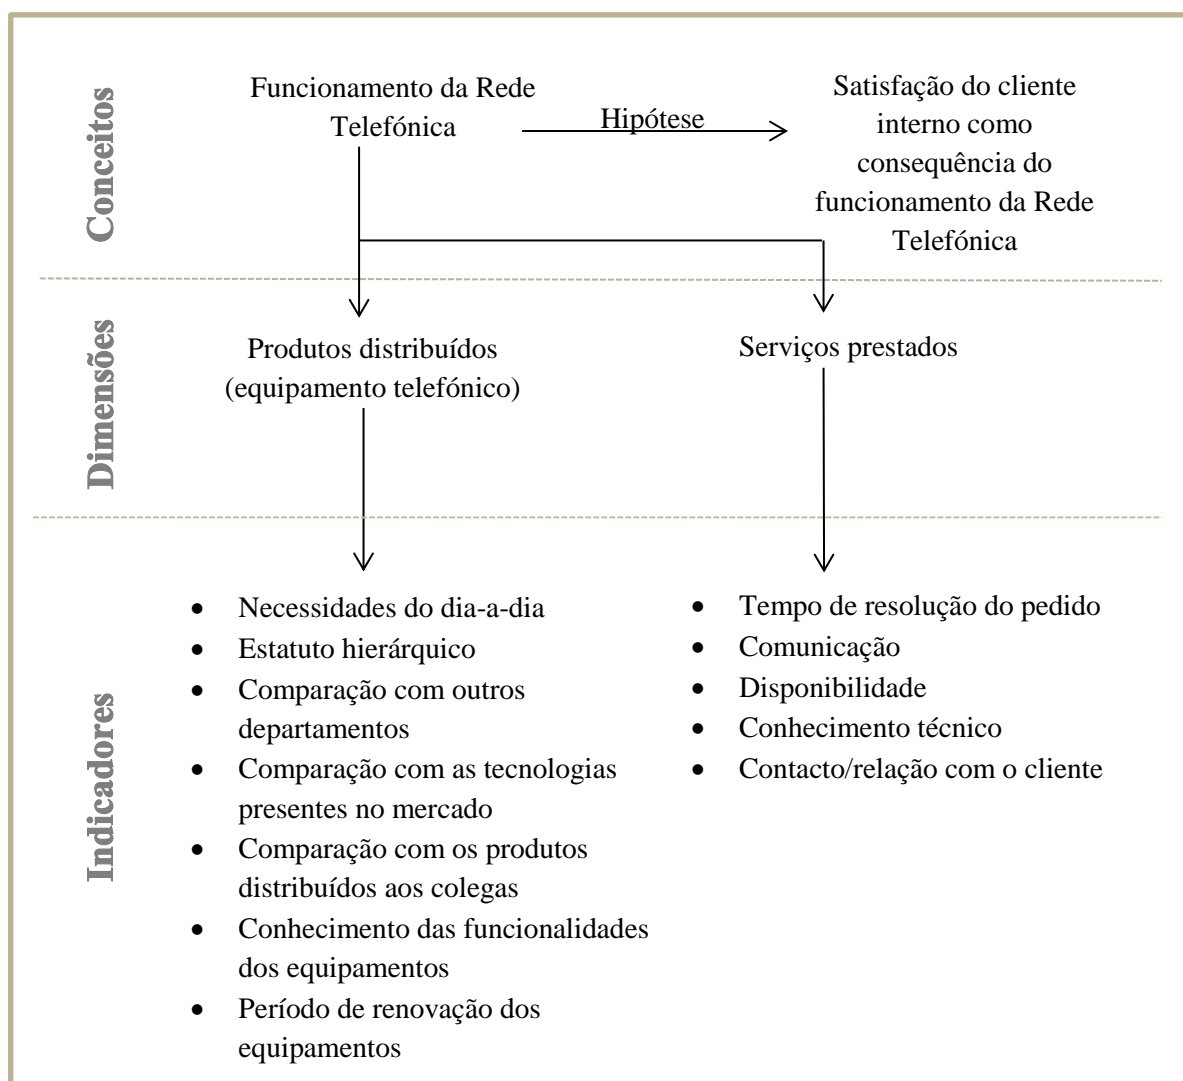 Conceitos
Funcionamento da Rede
Telefónica
Hipótese
Satisfação do cliente
interno como
consequência do
funcionamento da Rede
Telefónica
Dimensões
Produtos distribuídos
(equipamento telefónico)
Serviços prestados
Indicadores
• Necessidades do dia-a-dia
• Estatuto hierárquico
• Comparação com outros
departamentos
• Comparação com as tecnologias
presentes no mercado
• Comparação com os produtos
distribuídos aos colegas
• Conhecimento das funcionalidades
dos equipamentos
• Período de renovação dos
equipamentos
• Tempo de resolução do pedido
• Comunicação
• Disponibilidade
• Conhecimento técnico
• Contacto/relação com o cliente